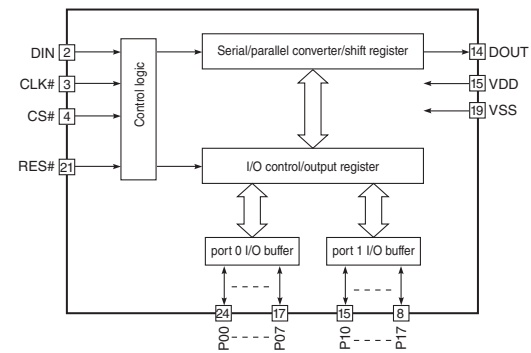 DIN 2
CLK# 3
CS# 4
RES# 21
Control logic
Serial/parallel converter/shift register
14 DOUT
15 VDD
19 VSS
I/O control/output register
port 0 I/O buffer
port 1 I/O buffer
24 17 15 8
P00 P07 P10 P17